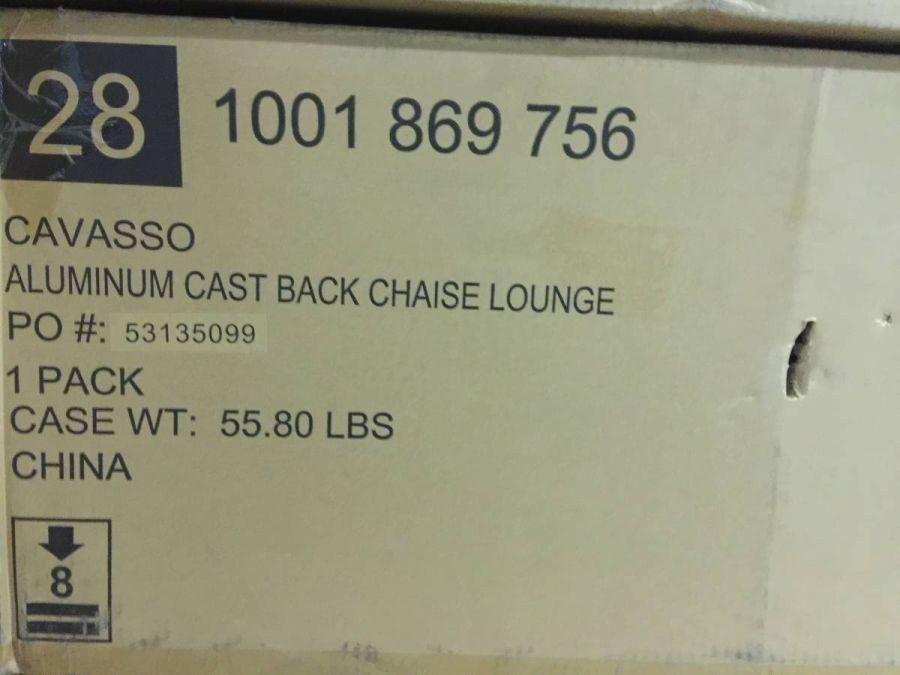 28 1001 869 756
CAVASSO
ALUMINUM CAST BACK CHAISE LOUNGE
PO #: 53135099
1 PACK
CASE WT: 55.80 LBS
CHINA
8